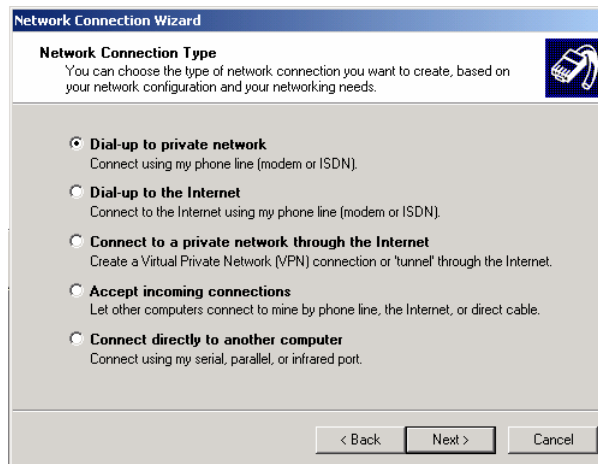 Network Connection Wizard
Network Connection Type
You can choose the type of network connection you want to create, based on
your network configuration and your networking needs.
Dial-up to private network
Connect using my phone line (modem or ISDN).
Dial-up to the Internet
Connect to the Internet using my phone line (modem or ISDN).
Connect to a private network through the Internet
Create a Virtual Private Network (VPN) connection or 'tunnel' through the Internet.
Accept incoming connections
Let other computers connect to mine by phone line, the Internet, or direct cable.
Connect directly to another computer
Connect using my serial, parallel, or infrared port.
< Back Next > Cancel